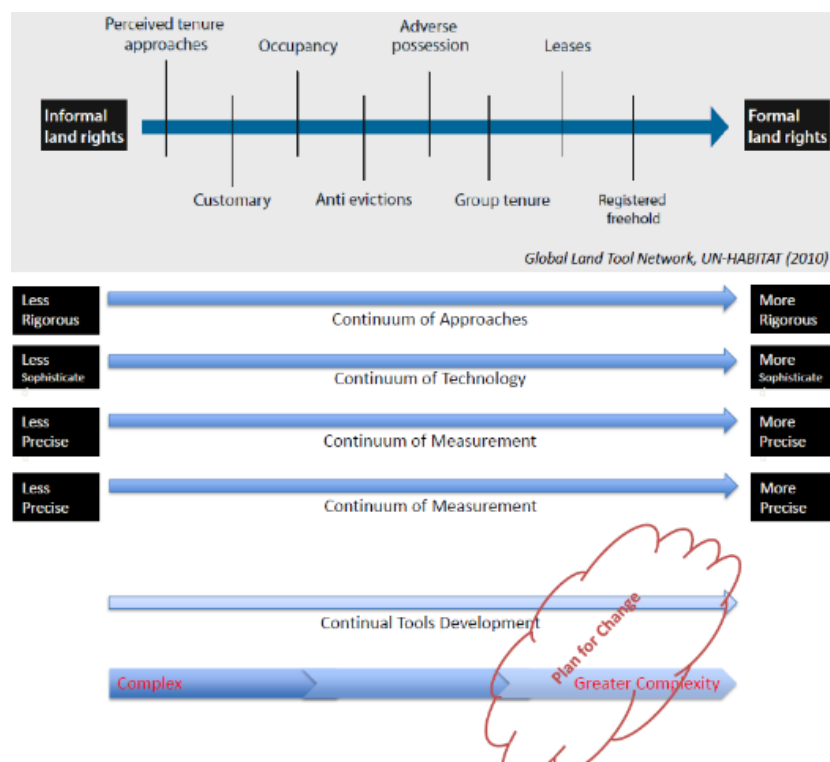 Perceived tenure
approaches
Occupancy
Adverse
possession
Leases
Informal
land rights
Formal
land rights
Customary
Anti evictions
Group tenure
Registered
freehold
Global Land Tool Network, UN-HABITAT (2010)
Less
Rigorous
Continuum of Approaches
More
Rigorous
Less
Sophisticate
Continuum of Technology
More
Sophisticate
Less
Precise
Continuum of Measurement
More
Precise
Less
Precise
Continuum of Measurement
More
Precise
Continual Tools Development
Plan for Change
Complex
Greater Complexity